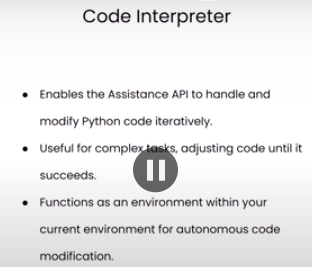 Code Interpreter
● Enables the Assistance API to handle and
modify Python code iteratively.
● Useful for complex tasks, adjusting code until it
succeeds.
● Functions as an environment within your
current environment for autonomous code
modification.